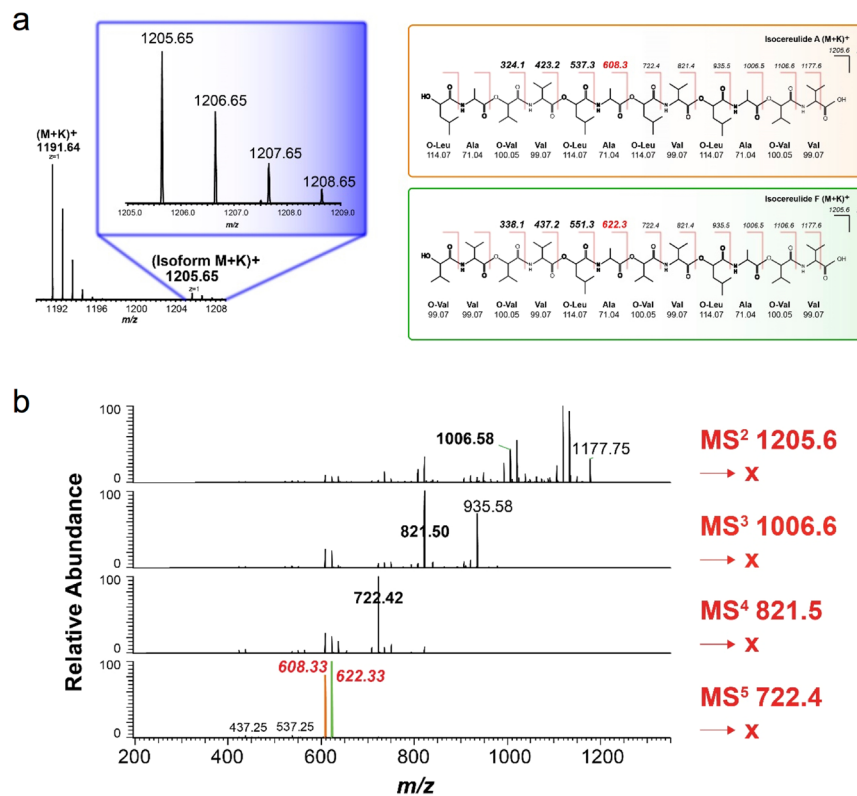 a
1205.65
1206.65
1207.65
1208.65
1205.0 1206.0 1207.0 1208.0 1209.0
m/z
(M+K)+
1191.64
z=1
(Isoform M+K)+
1205.65
z=1
1192 1196 1200 1204 1208
m/z
Isocereulide A (M+K)+
1205.6
324.1 423.2 537.3 608.3 722.4 821.4 935.5 1006.5 1106.6 1177.6
HO O N H O O O N H O O O N H O O O N H O O O N H O O O N H O OH
O-Leu Ala O-Val Val O-Leu Ala O-Leu Val O-Leu Ala O-Val Val
114.07 71.04 100.05 99.07 114.07 71.04 114.07 99.07 114.07 71.04 100.05 99.07
Isocereulide F (M+K)+
1205.6
338.1 437.2 551.3 622.3 722.4 821.4 935.5 1006.5 1106.6 1177.6
HO O N H O O O N H O O O N H O O O N H O O O N H O O O N H O OH
O-Val Val O-Val Val O-Leu Ala O-Val Val O-Leu Ala O-Val Val
99.07 99.07 100.05 99.07 114.07 71.04 100.05 99.07 114.07 71.04 100.05 99.07
b
Relative Abundance
100
0
1006.58
1177.75
MS² 1205.6
→ x
100
0
821.50
935.58
MS³ 1006.6
→ x
100
0
722.42
MS⁴ 821.5
→ x
100
0
608.33
622.33
437.25 537.25
MS⁵ 722.4
→ x
200 400 600 800 1000 1200
m/z